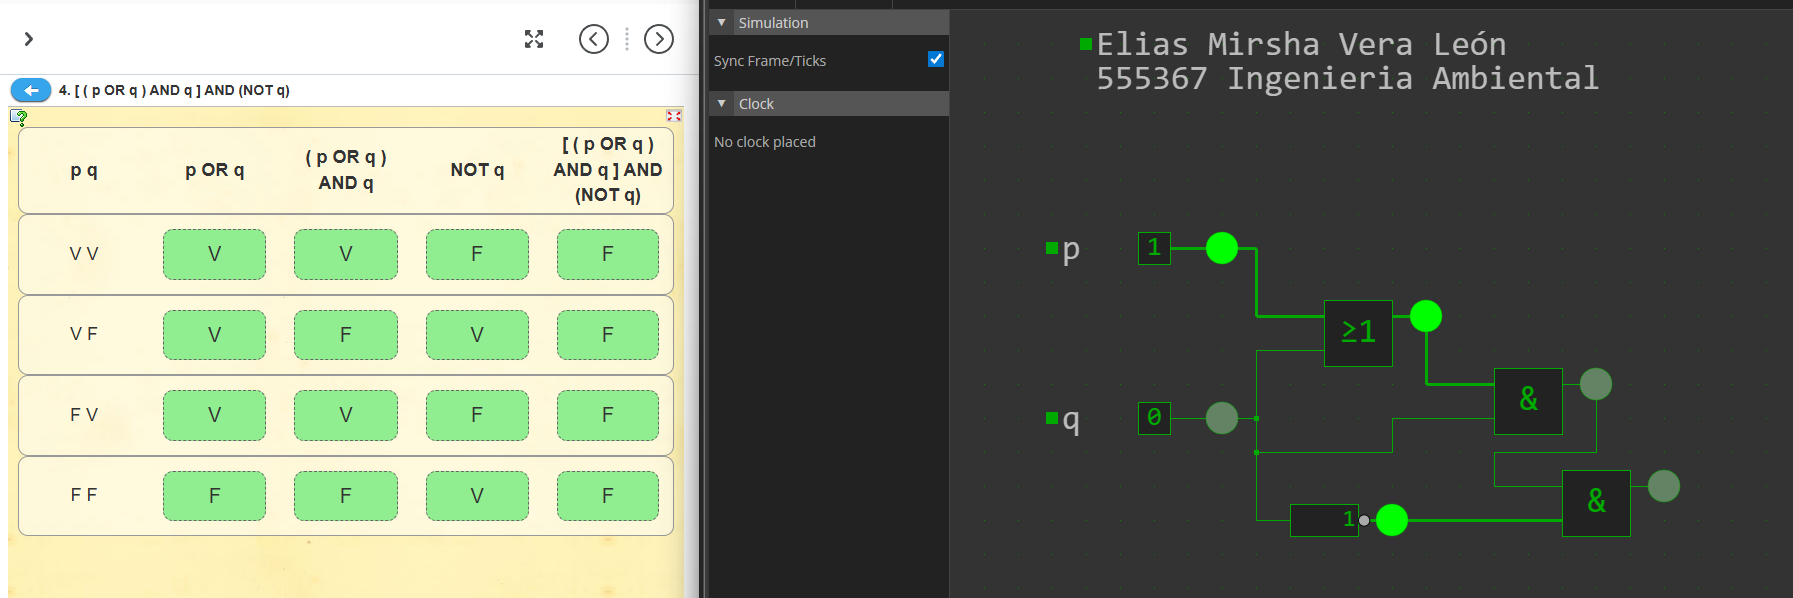 4. [ ( p OR q ) AND q ] AND (NOT q)
p q p OR q ( p OR q ) AND q NOT q [ ( p OR q ) AND q ] AND (NOT q)
V V V V F F
V F V F V F
F V V V F F
F F F F V F
Simulation
Sync Frame/Ticks
Clock
No clock placed
Elias Mirsha Vera León
555367 Ingenieria Ambiental
p 1
≥1
&
q 0
&
1